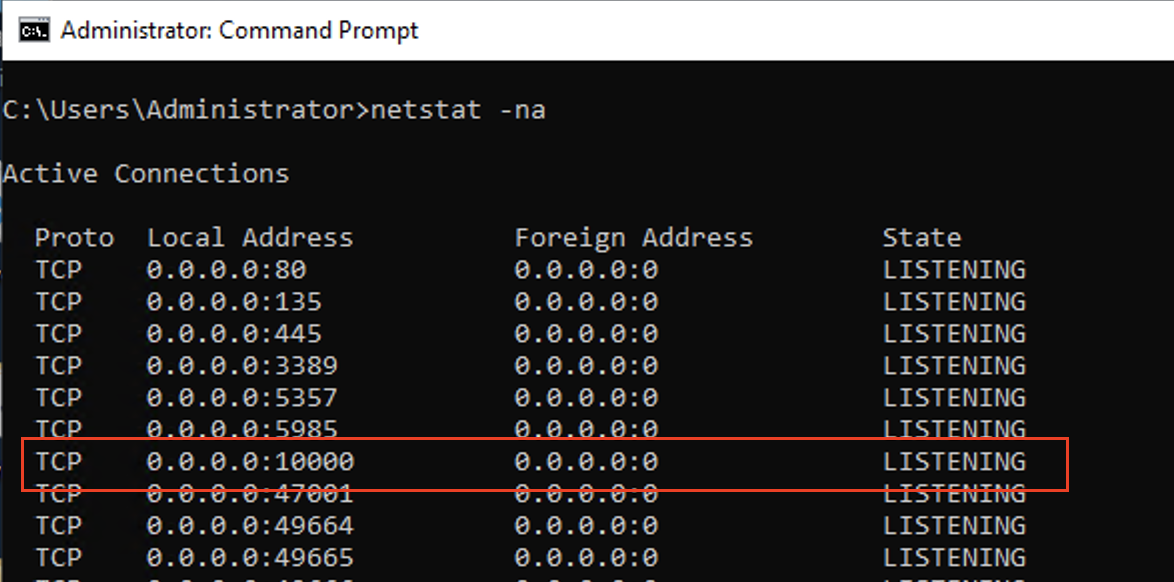 Administrator: Command Prompt
C:\Users\Administrator>netstat -na
Active Connections
Proto Local Address Foreign Address State
TCP 0.0.0.0:80 0.0.0.0:0 LISTENING
TCP 0.0.0.0:135 0.0.0.0:0 LISTENING
TCP 0.0.0.0:445 0.0.0.0:0 LISTENING
TCP 0.0.0.0:3389 0.0.0.0:0 LISTENING
TCP 0.0.0.0:5357 0.0.0.0:0 LISTENING
TCP 0.0.0.0:5985 0.0.0.0:0 LISTENING
TCP 0.0.0.0:10000 0.0.0.0:0 LISTENING
TCP 0.0.0.0:47001 0.0.0.0:0 LISTENING
TCP 0.0.0.0:49664 0.0.0.0:0 LISTENING
TCP 0.0.0.0:49665 0.0.0.0:0 LISTENING